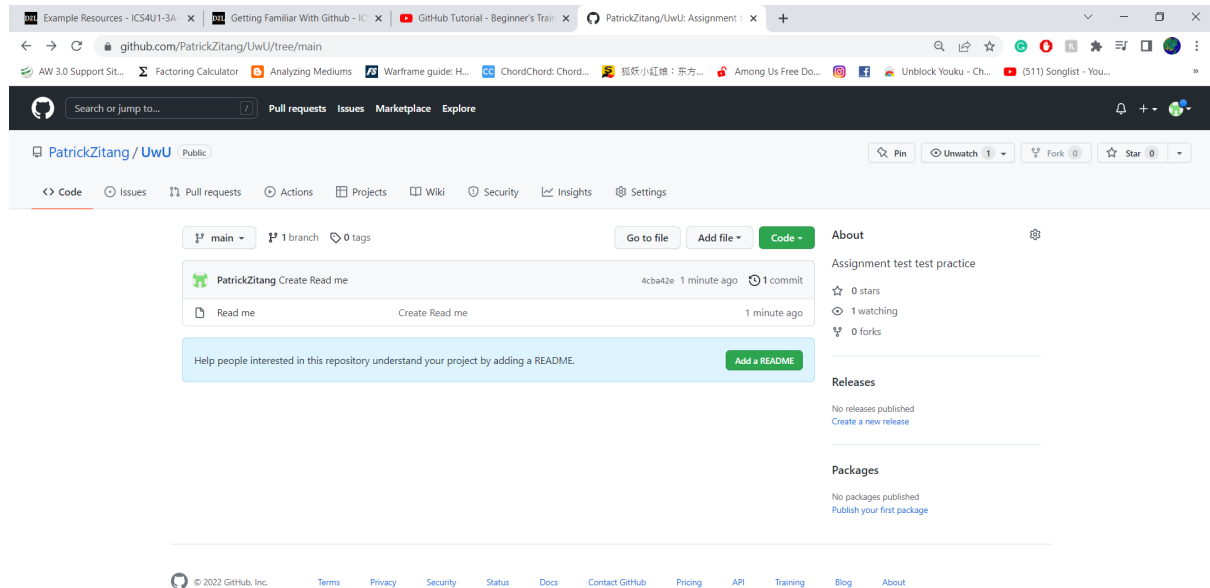 Example Resources - ICS4U1-3A- Getting Familiar With Github - IC GitHub Tutorial - Beginner's Train PatrickZitang/UwU: Assignment t
github.com/PatrickZitang/UwU/tree/main
AW 3.0 Support Sit... Factoring Calculator Analyzing Mediums Warframe guide: H... ChordChord: Chord... 狐妖小红娘：东方... Among Us Free Do... Unblock Youku - Ch... (511) Songlist - You... »
Search or jump to... / Pull requests Issues Marketplace Explore
PatrickZitang / UwU Public Pin Unwatch 1 Fork 0 Star 0
<> Code Issues Pull requests Actions Projects Wiki Security Insights Settings
main 1 branch 0 tags Go to file Add file Code About
Assignment test test practice
PatrickZitang Create Read me 4cba42e 1 minute ago 1 commit
0 stars
Read me Create Read me 1 minute ago
1 watching
0 forks
Help people interested in this repository understand your project by adding a README. Add a README
Releases
No releases published
Create a new release
Packages
No packages published
Publish your first package
© 2022 GitHub, Inc. Terms Privacy Security Status Docs Contact GitHub Pricing API Training Blog About